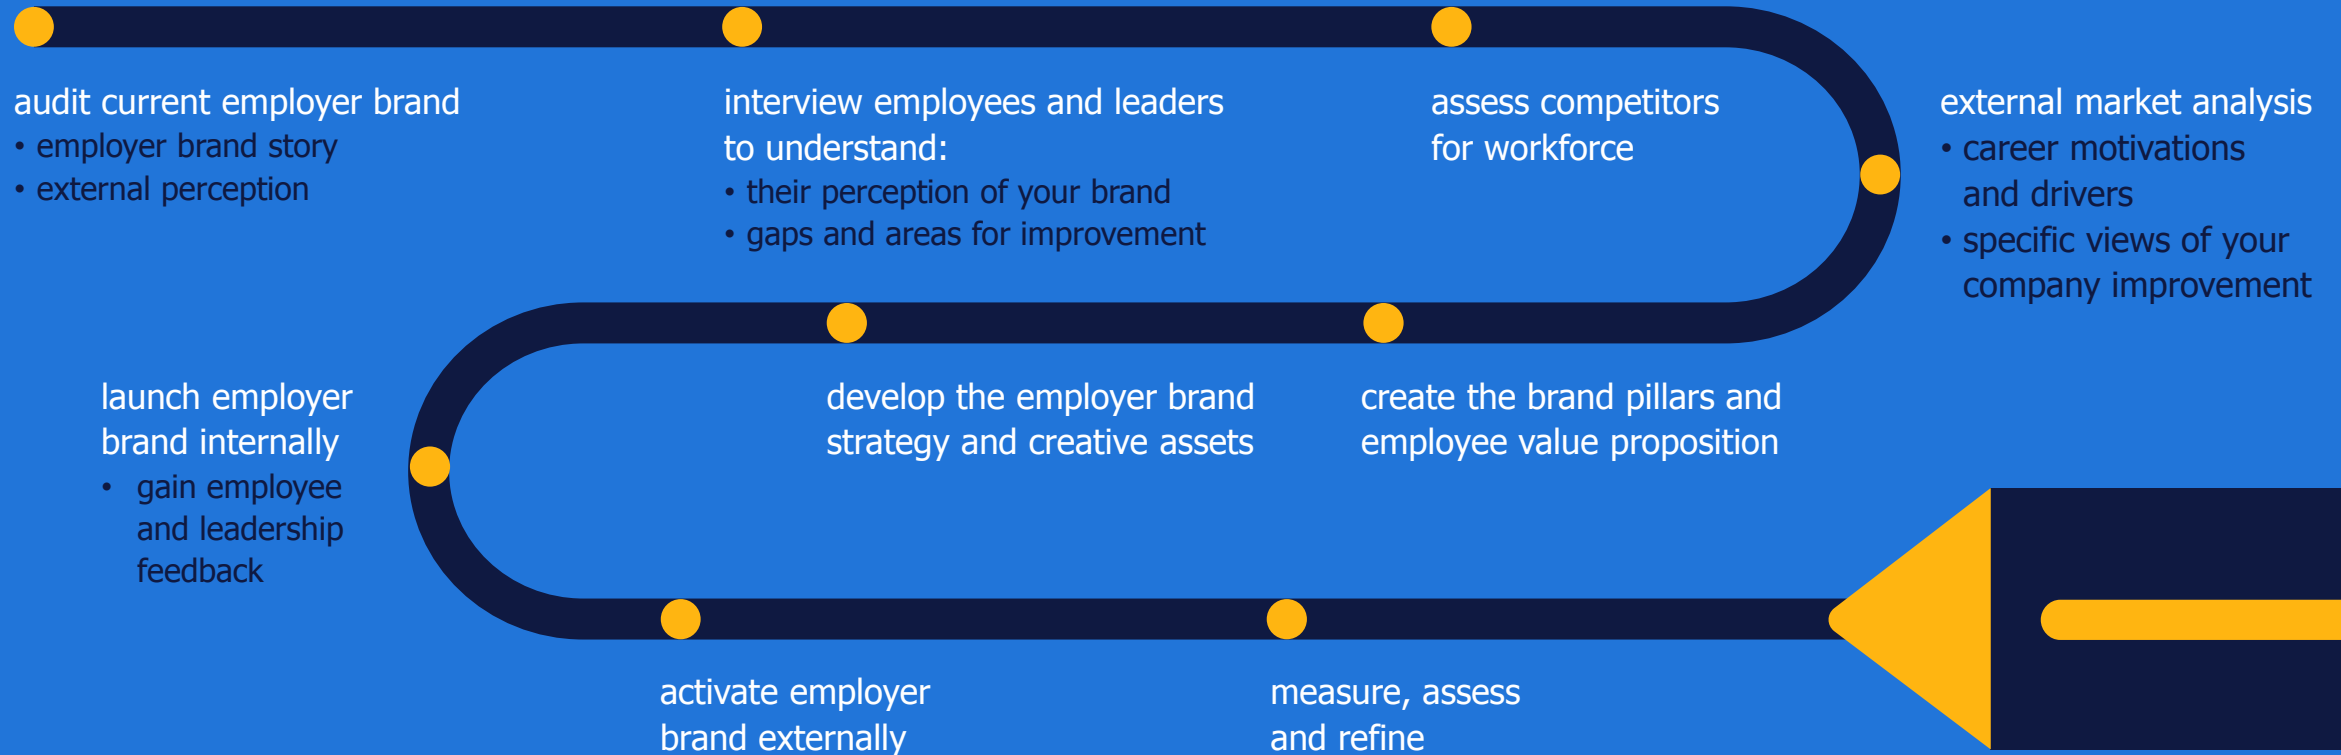 audit current employer brand
• employer brand story
• external perception
interview employees and leaders
to understand:
• their perception of your brand
• gaps and areas for improvement
assess competitors
for workforce
external market analysis
• career motivations
and drivers
• specific views of your
company improvement
create the brand pillars and
employee value proposition
develop the employer brand
strategy and creative assets
launch employer
brand internally
• gain employee
and leadership
feedback
activate employer
brand externally
measure, assess
and refine